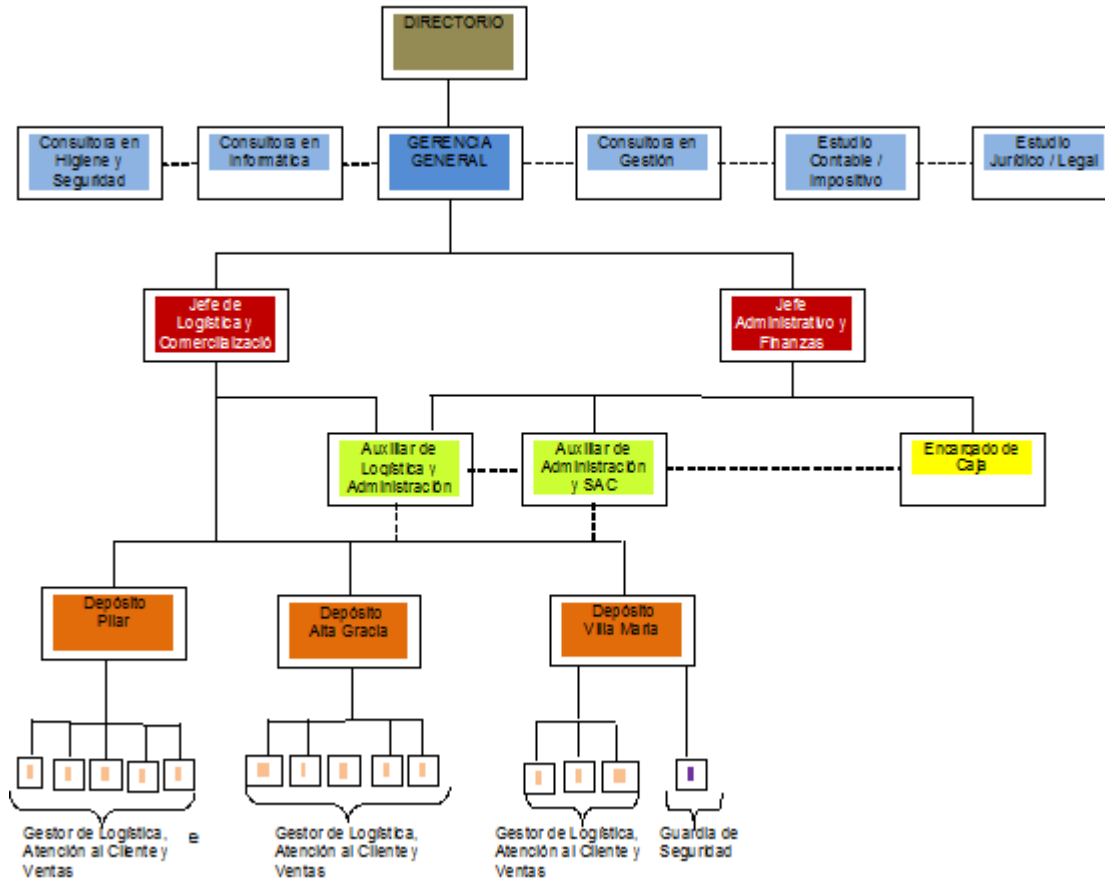 DIRECTORIO
Consultora en
Higiene y
Seguridad
Consultora en
Informática
GERENCIA
GENERAL
Consultora en
Gestión
Estudio
Contable /
Impositivo
Estudio
Jurídico / Legal
Jefe de
Logística y
Comercializació
Jefe
Administrativo y
Finanzas
Auxiliar de
Logística y
Administración
Auxiliar de
Administración
y SAC
Encargado de
Caja
Depósito
Pilar
Depósito
Alta Gracia
Depósito
Villa María
Gestor de Logística,
Atención al Cliente y
Ventas
e
Gestor de Logística,
Atención al Cliente y
Ventas
Gestor de Logística,
Atención al Cliente y
Ventas
Guardia de
Seguridad